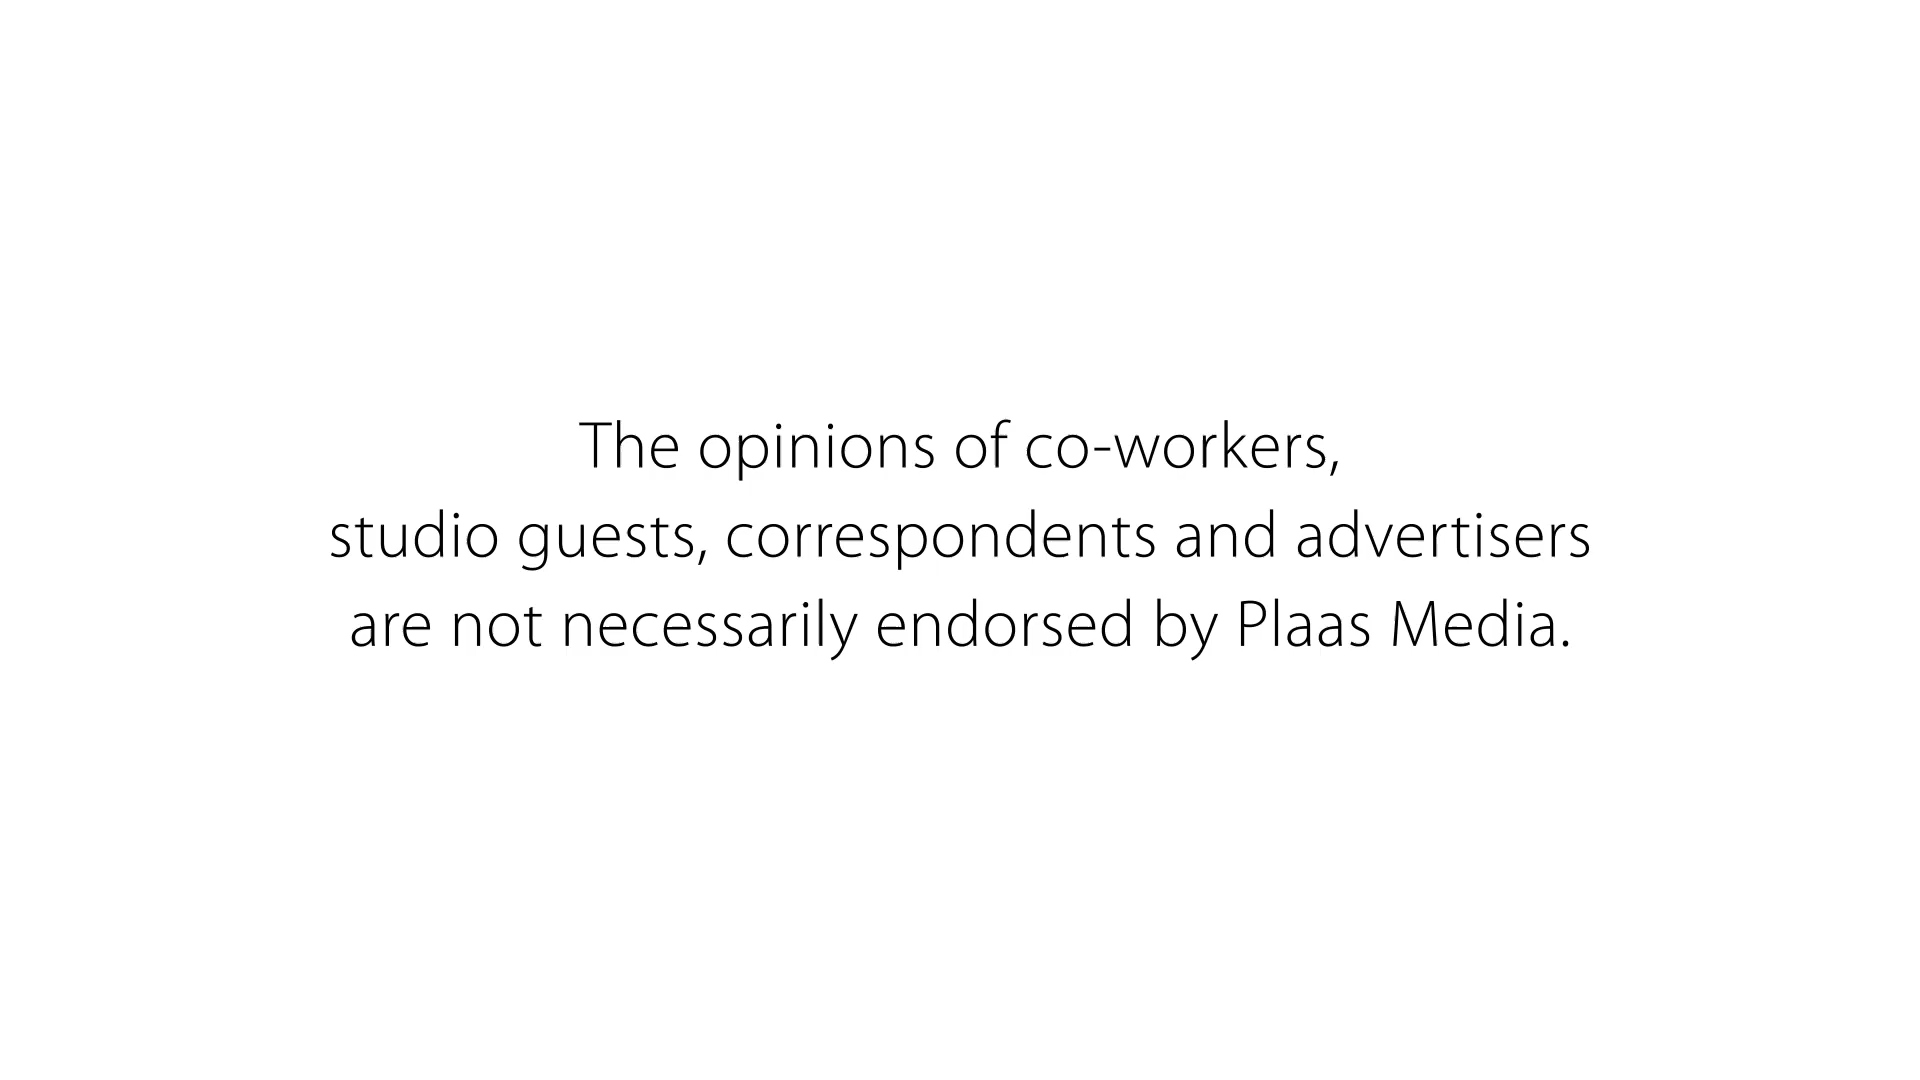 The opinions of co-workers,
studio guests, correspondents and advertisers
are not necessarily endorsed by Plaas Media.